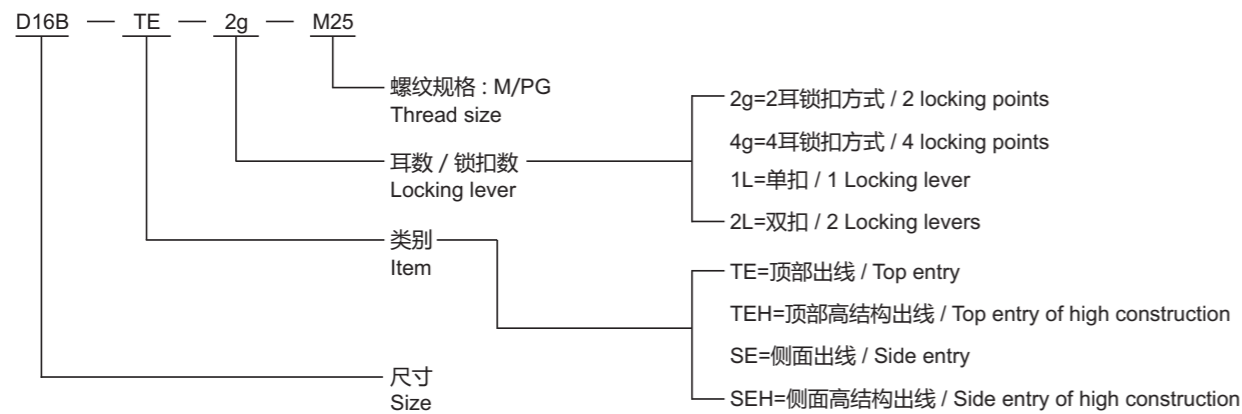 D16B — TE — 2g — M25
螺纹规格 : M/PG
Thread size
耳数 / 锁扣数
Locking lever
2g=2耳锁扣方式 / 2 locking points
4g=4耳锁扣方式 / 4 locking points
1L=单扣 / 1 Locking lever
2L=双扣 / 2 Locking levers
类别
Item
TE=顶部出线 / Top entry
TEH=顶部高结构出线 / Top entry of high construction
SE=侧面出线 / Side entry
SEH=侧面高结构出线 / Side entry of high construction
尺寸
Size